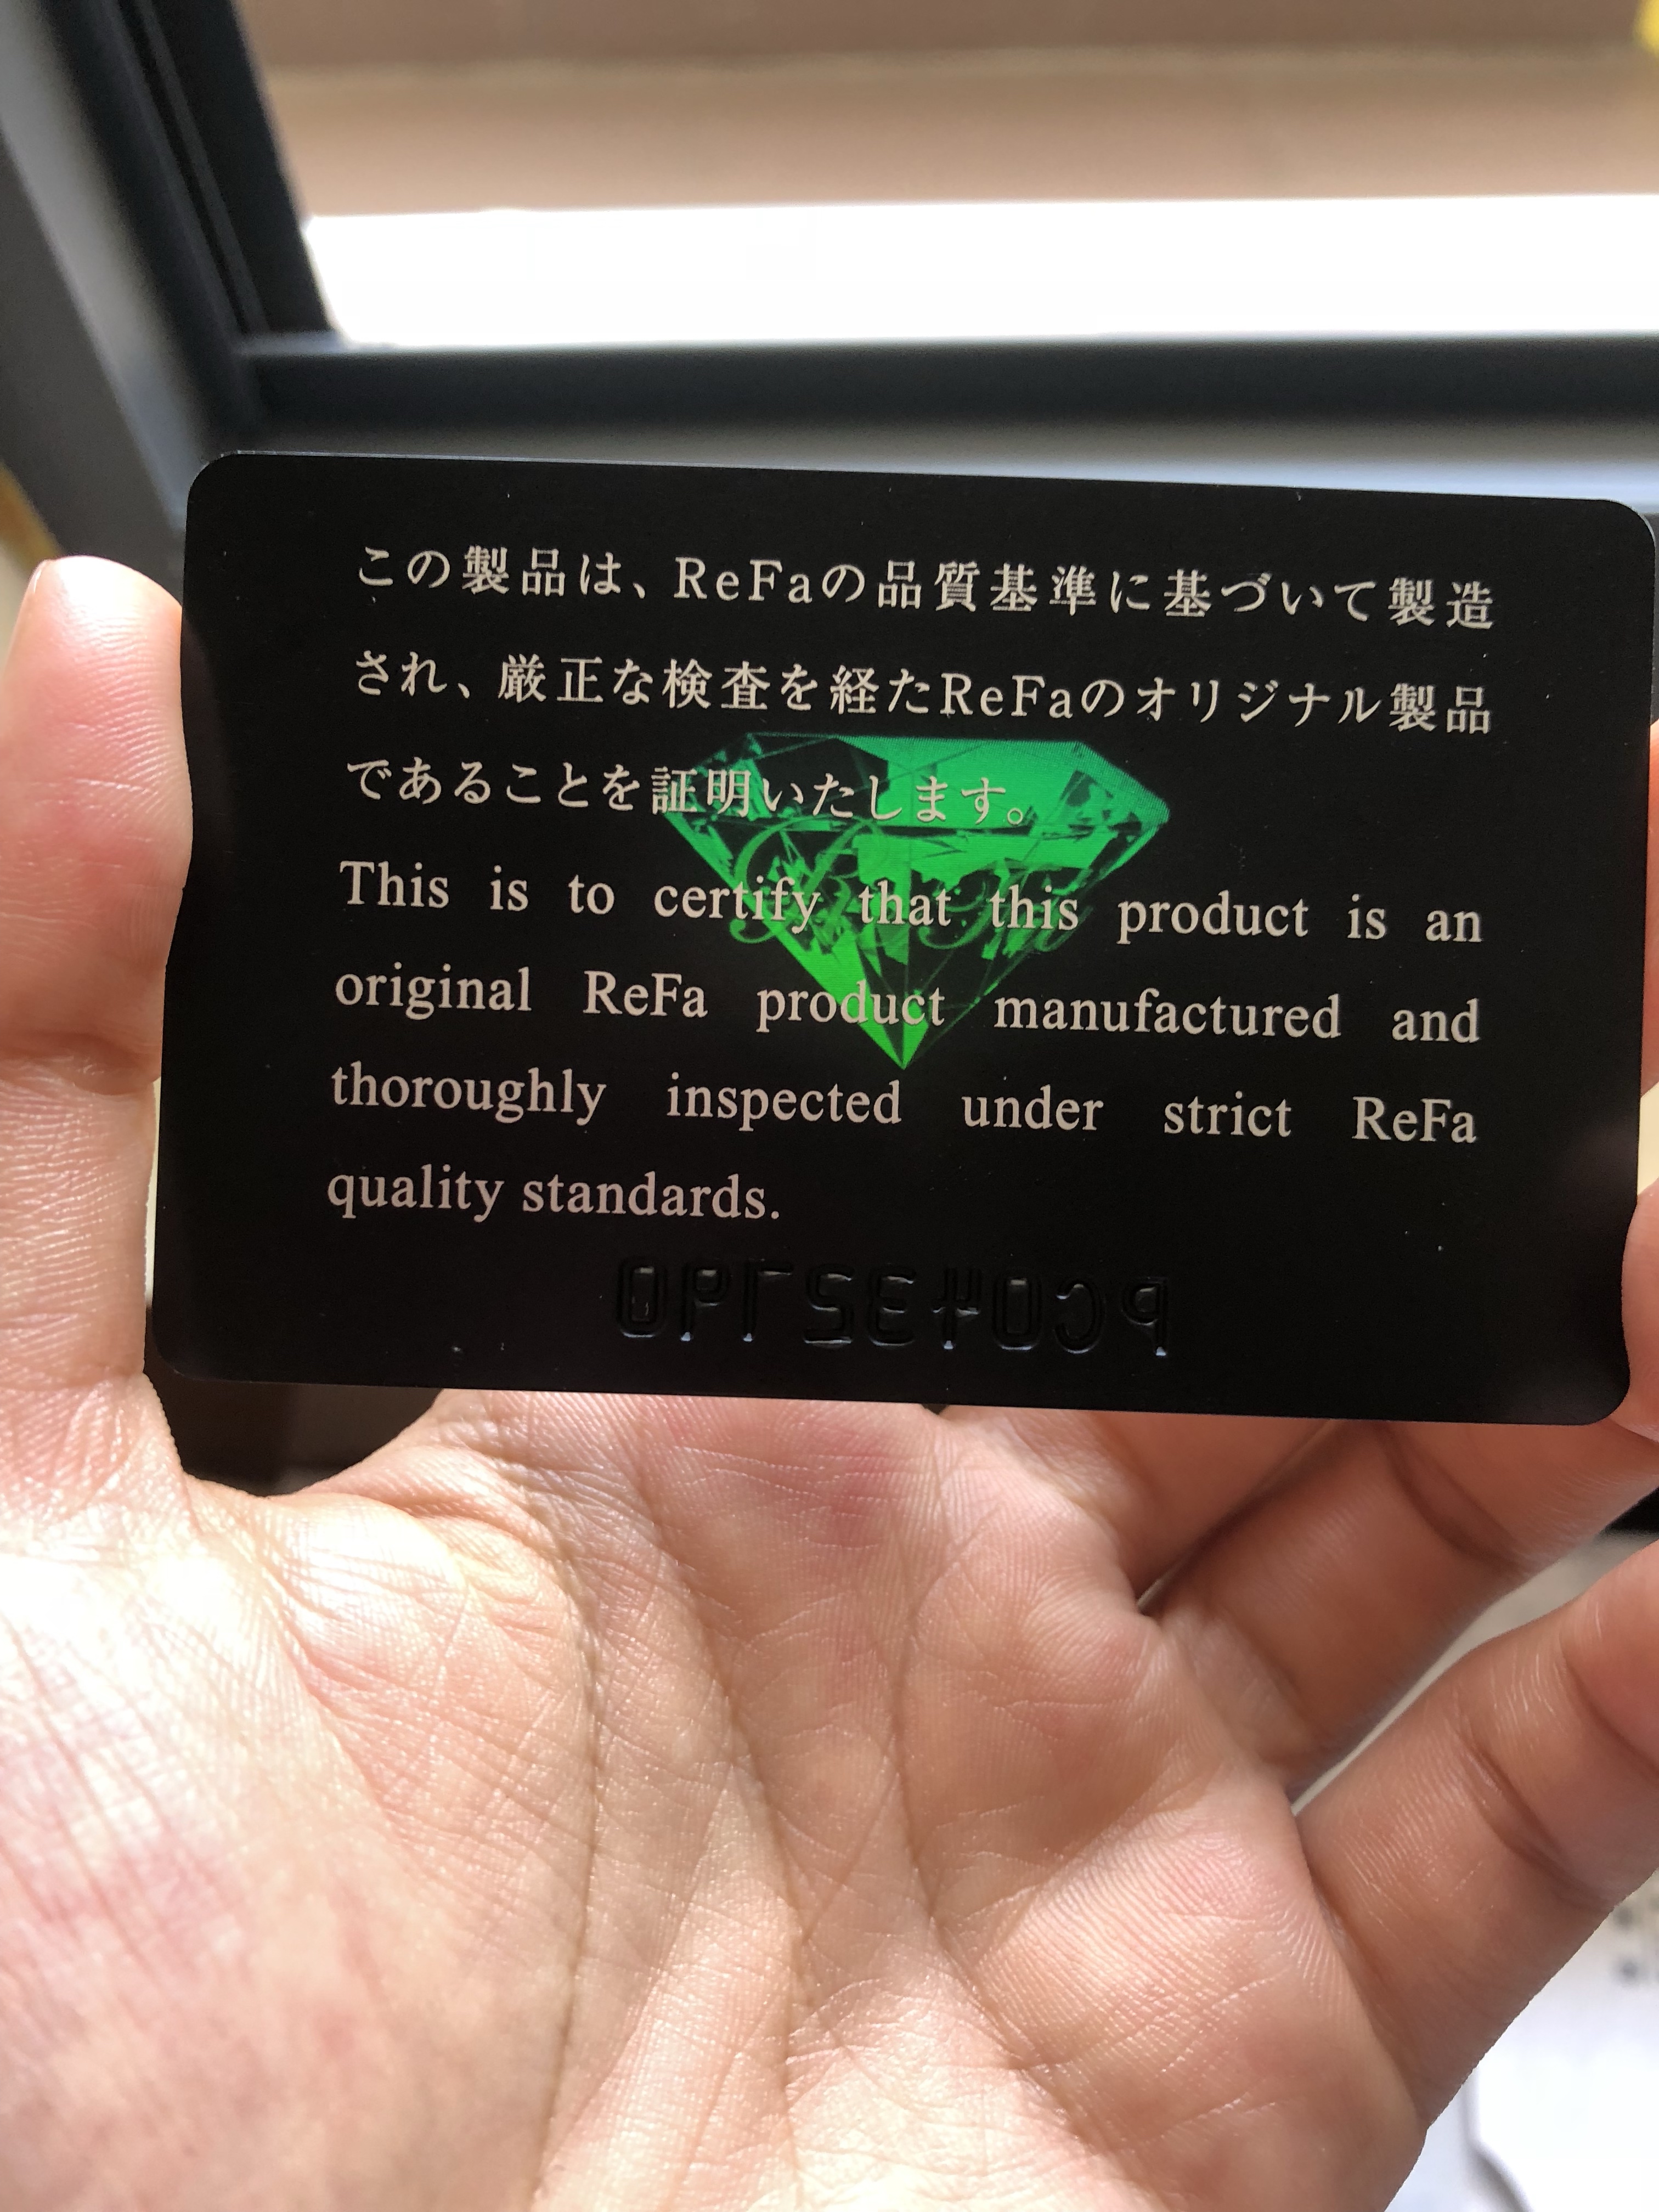 この製品は、ReFaの品質基準に基づいて製造
され、厳正な検査を経たReFaのオリジナル製品
であることを証明いたします。
This is to certify that this product is an
original ReFa product manufactured and
thoroughly inspected under strict ReFa
quality standards.